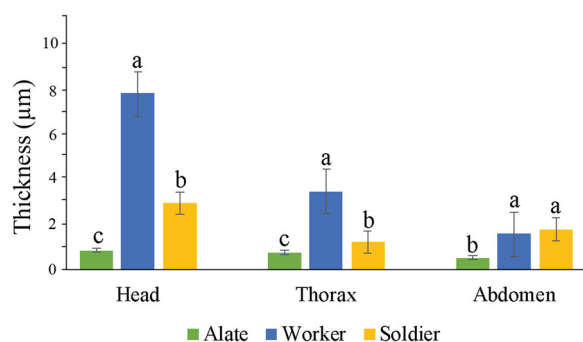 Thickness (µm)
10
8
6
4
2
0
a
c
b
a
c
b
a
a
b
Head Thorax Abdomen
Alate Worker Soldier